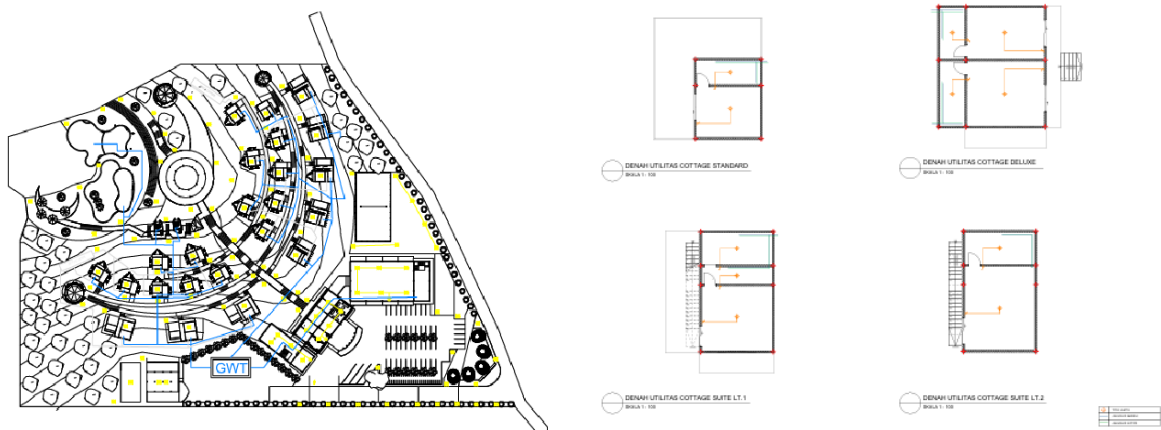 GWT
DENAH UTILITAS COTTAGE STANDARD
SKALA 1 : 100
DENAH UTILITAS COTTAGE DELUXE
SKALA 1 : 100
DENAH UTILITAS COTTAGE SUITE LT.1
SKALA 1 : 100
DENAH UTILITAS COTTAGE SUITE LT.2
SKALA 1 : 100